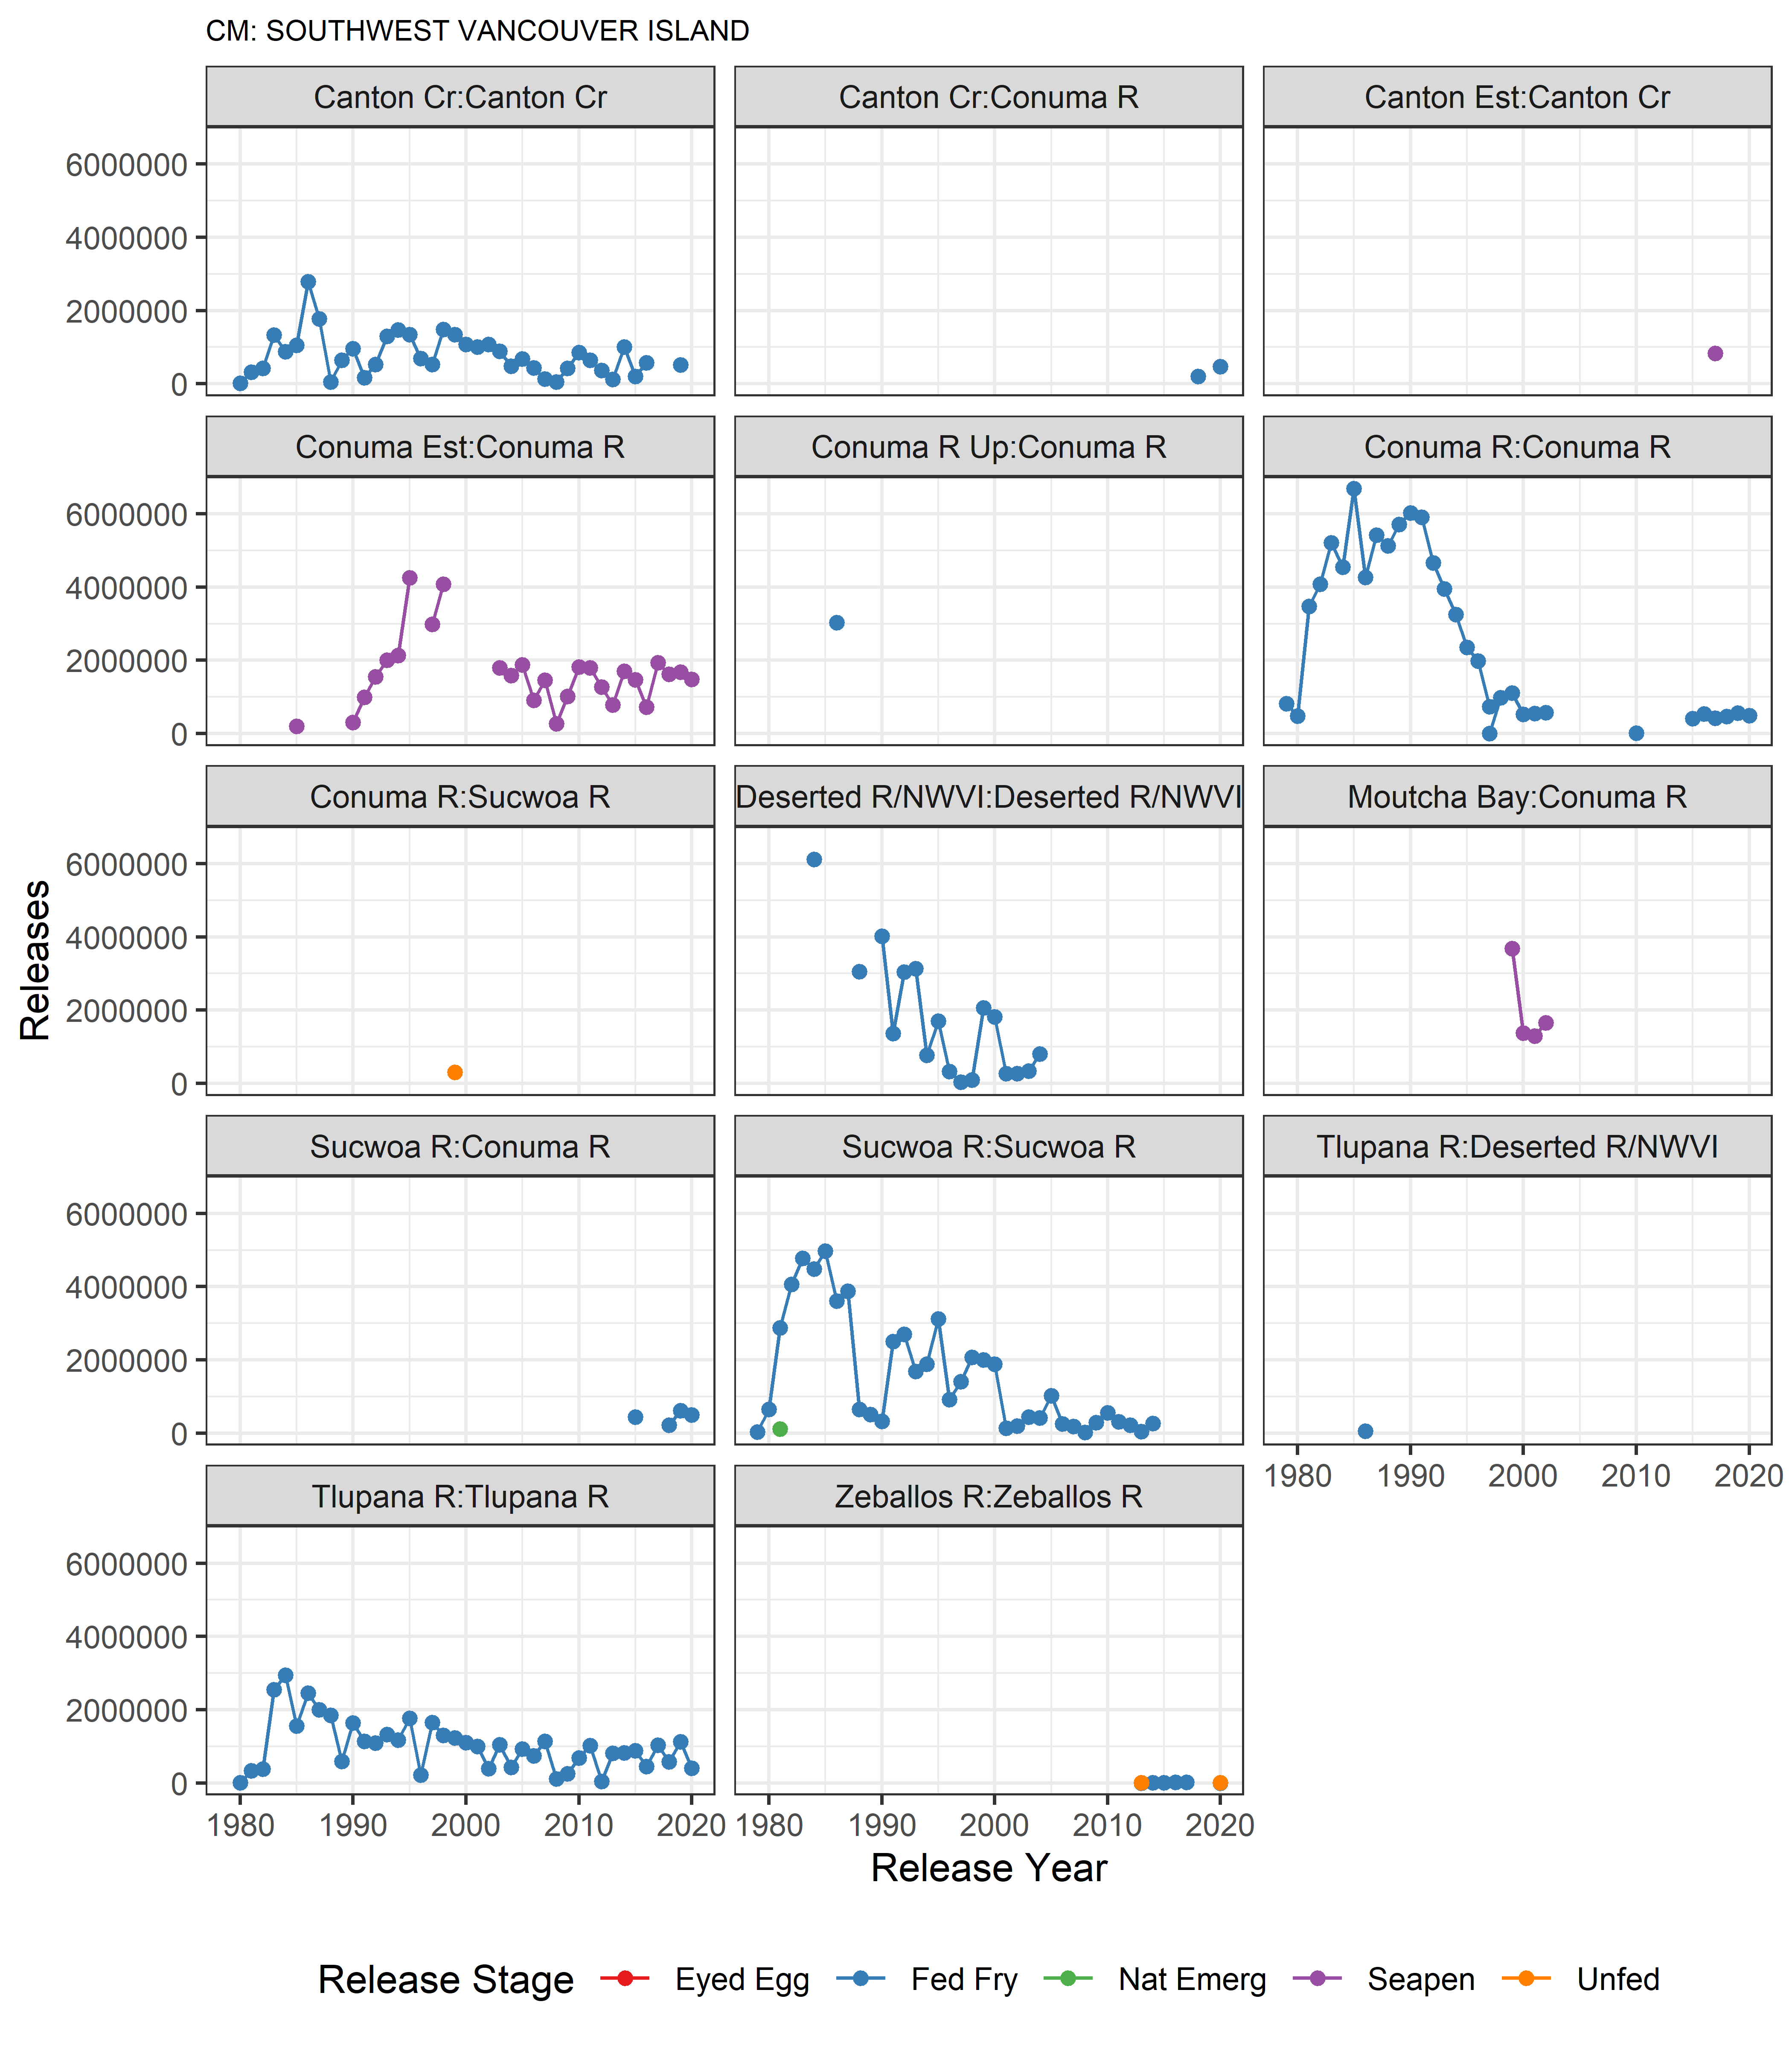 CM: SOUTHWEST VANCOUVER ISLAND
Canton Cr:Canton Cr
Canton Cr:Conuma R
Canton Est:Canton Cr
6000000
4000000
2000000
0
Conuma Est:Conuma R
Conuma R Up:Conuma R
Conuma R:Conuma R
6000000
4000000
2000000
0
Conuma R:Sucwoa R
Deserted R/NWVI:Deserted R/NWVI
Moutcha Bay:Conuma R
6000000
4000000
2000000
0
Releases
Sucwoa R:Conuma R
Sucwoa R:Sucwoa R
Tlupana R:Deserted R/NWVI
6000000
4000000
2000000
0
1980 1990 2000 2010 2020
Tlupana R:Tlupana R
Zeballos R:Zeballos R
6000000
4000000
2000000
0
1980 1990 2000 2010 2020
1980 1990 2000 2010 2020
Release Year
Release Stage Eyed Egg Fed Fry Nat Emerg Seapen Unfed